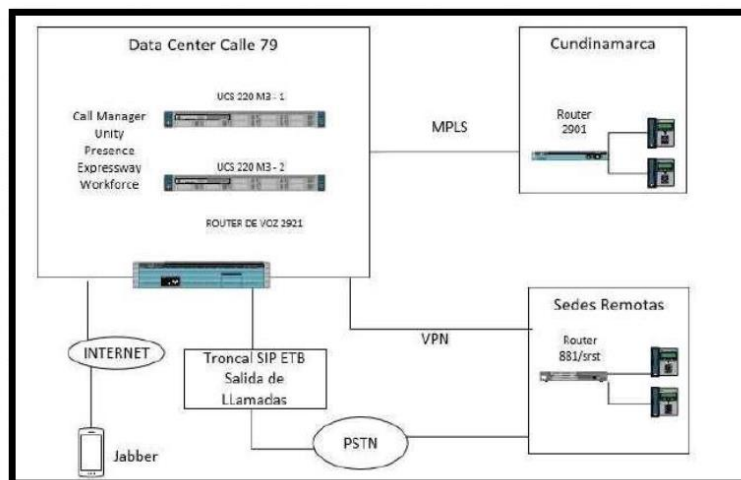 Data Center Calle 79
UCS 220 M3 - 1
Call Manager
Unity
Presence
Expressway
Workforce
UCS 220 M3 - 2
ROUTER DE VOZ 2921
MPLS
Cundinamarca
Router
2901
INTERNET
Troncal SIP ETB
Salida de
LLamadas
VPN
Sedes Remotas
Router
881/srst
PSTN
Jabber